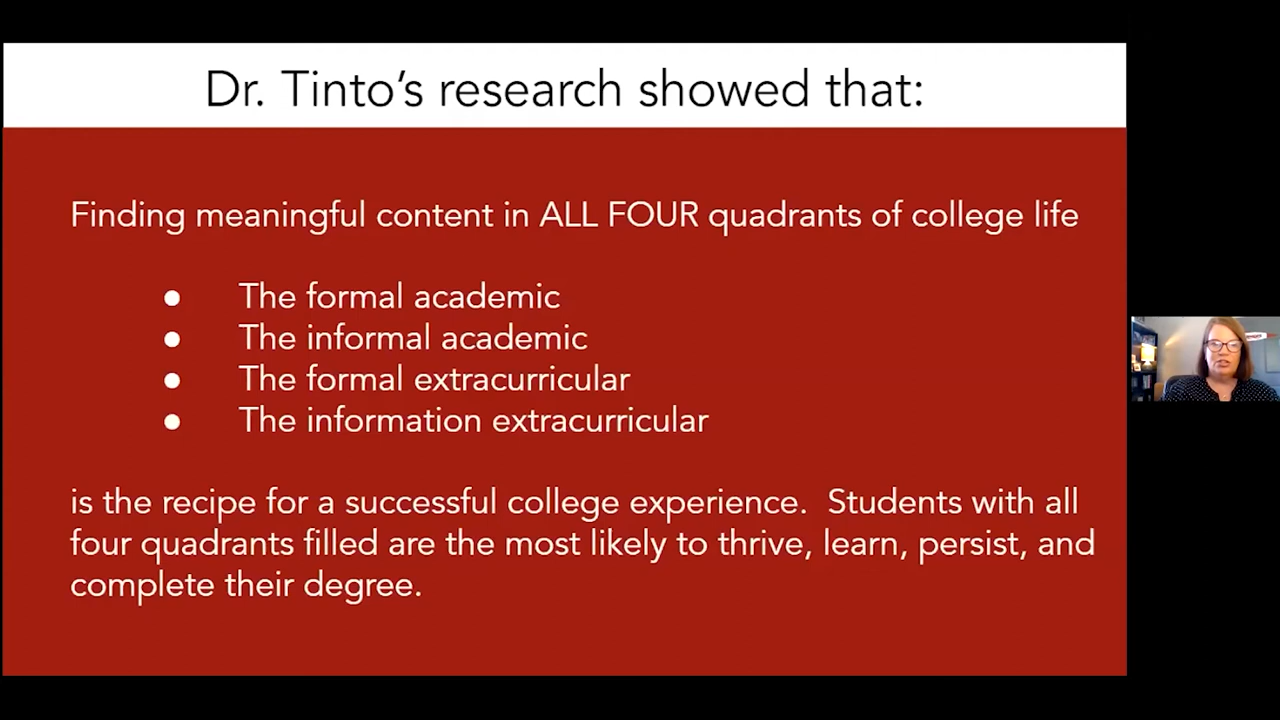 Dr. Tinto’s research showed that:
Finding meaningful content in ALL FOUR quadrants of college life
● The formal academic
● The informal academic
● The formal extracurricular
● The information extracurricular
is the recipe for a successful college experience.  Students with all
four quadrants filled are the most likely to thrive, learn, persist, and
complete their degree.